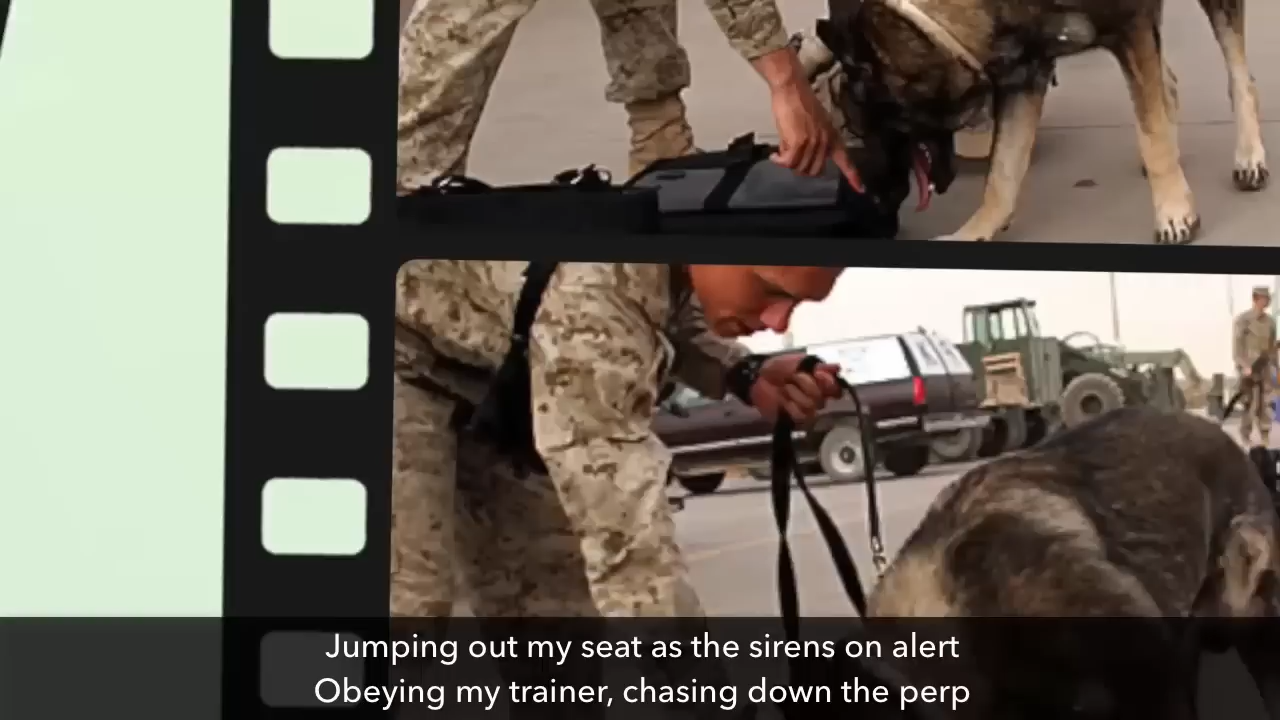 Jumping out my seat as the sirens on alert
Obeying my trainer, chasing down the perp